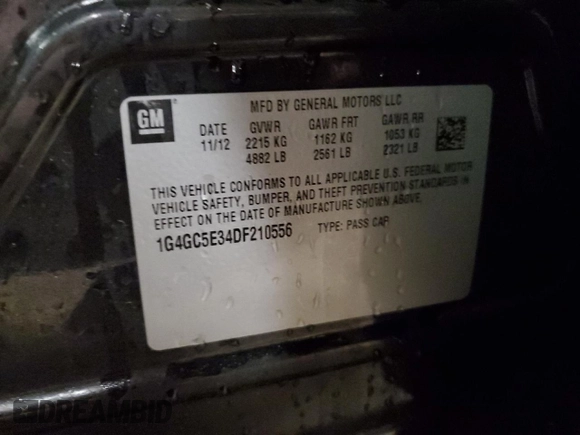 GM
MFD BY GENERAL MOTORS LLC
DATE GVWR GAWR FRT GAWR RR
11/12 2215 KG 1162 KG 1053 KG
4882 LB 2561 LB 2321 LB
THIS VEHICLE CONFORMS TO ALL APPLICABLE U.S. FEDERAL MOTOR
VEHICLE SAFETY, BUMPER, AND THEFT PREVENTION STANDARDS IN
EFFECT ON THE DATE OF MANUFACTURE SHOWN ABOVE.
1G4GC5E34DF210556 TYPE: PASS CAR
DREAMBID